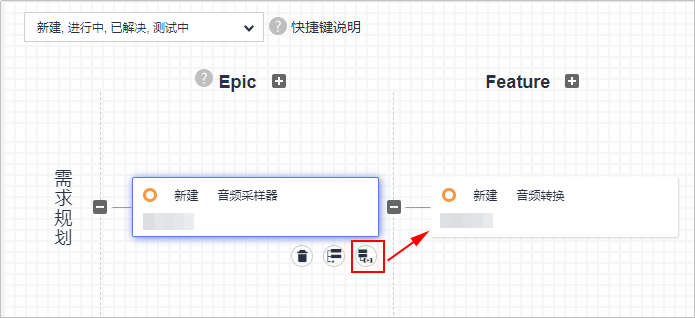 新建, 进行中, 已解决, 测试中
? 快捷键说明
? Epic
Feature
需求规划
新建 音频采样器
新建 音频转换